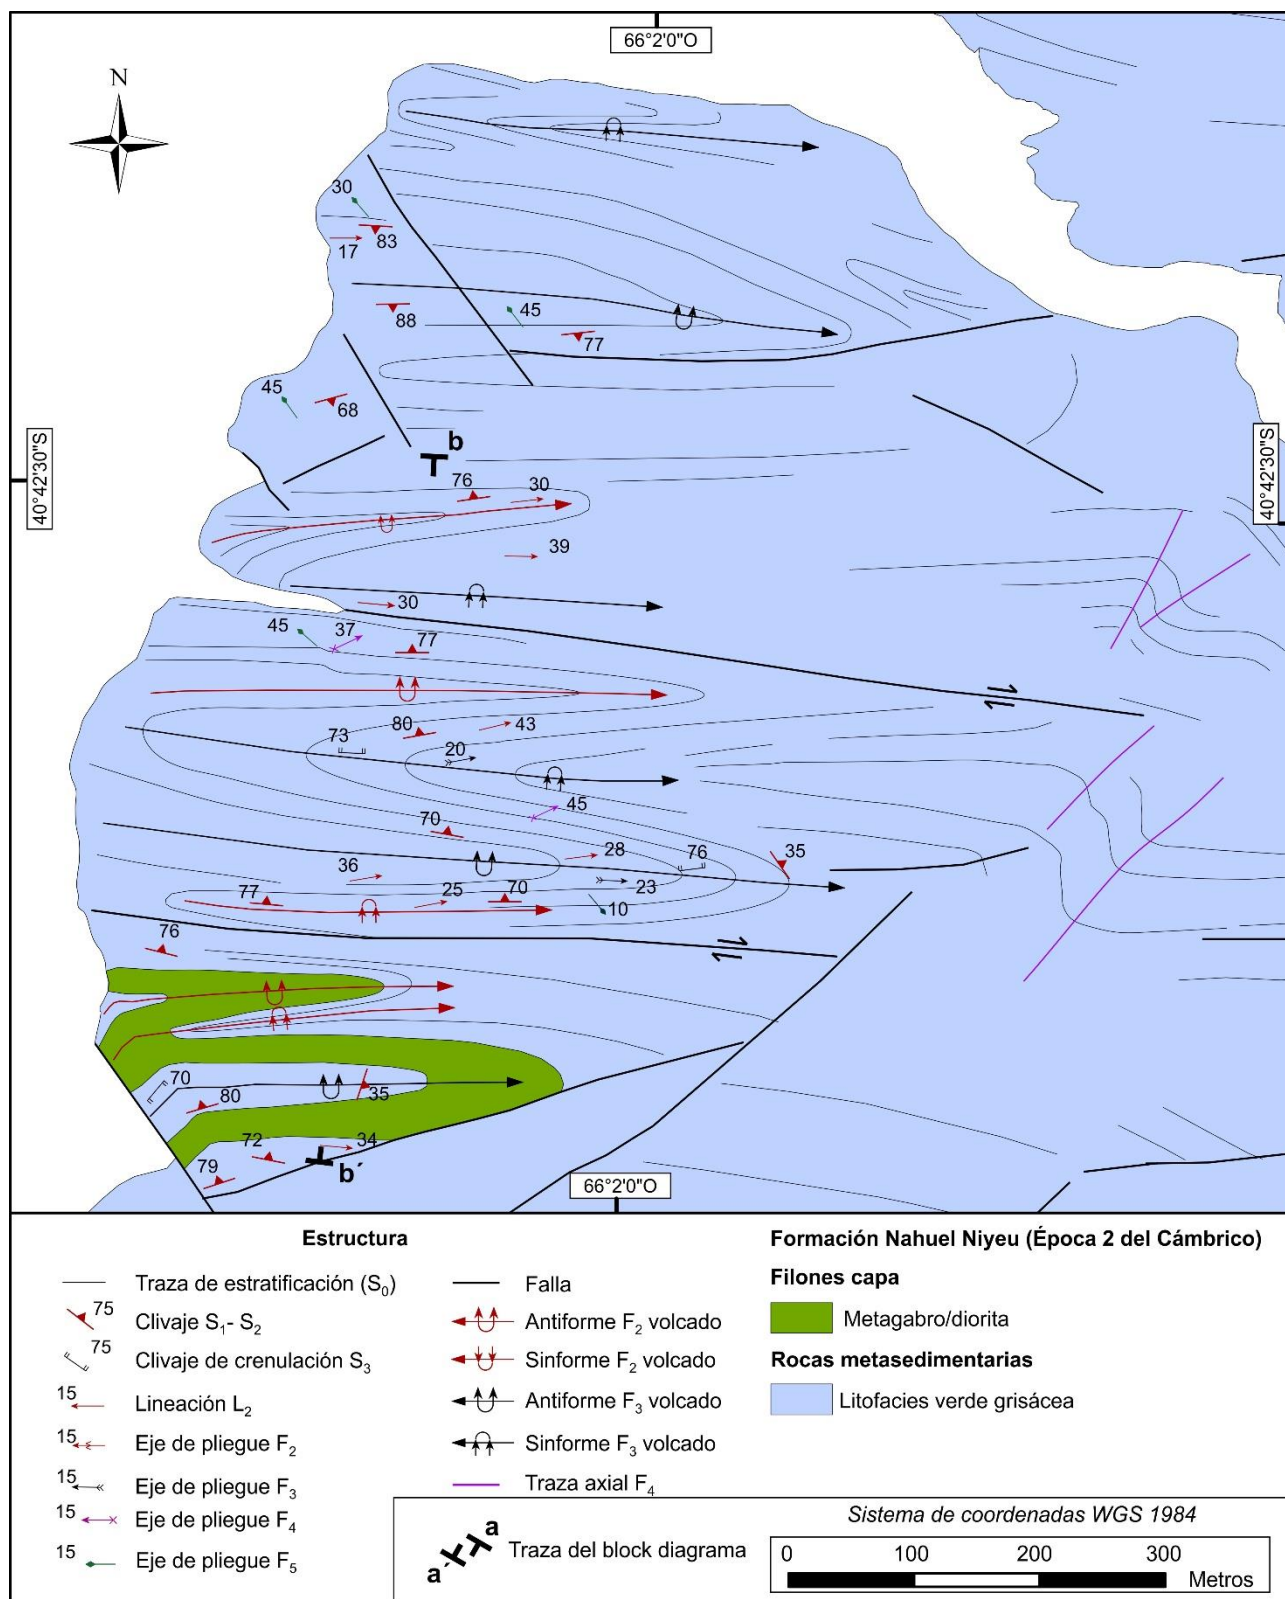 66°2'0"O
N
30
83
17
88
45
77
45
68
b
40°42'30"S
40°42'30"S
76
30
39
30
45
37
77
80
43
73
20
45
70
28
76
35
36
23
77
25
70
10
76
70
80
35
72
34
79
b´
66°2'0"O
Estructura
Traza de estratificación (S0)
75
Clivaje S1- S2
75
Clivaje de crenulación S3
15
Lineación L2
15
Eje de pliegue F2
15
Eje de pliegue F3
15
Eje de pliegue F4
15
Eje de pliegue F5
Falla
Antiforme F2 volcado
Sinforme F2 volcado
Antiforme F3 volcado
Sinforme F3 volcado
Traza axial F4
a
a´
Traza del block diagrama
Formación Nahuel Niyeu (Época 2 del Cámbrico)
Filones capa
Metagabro/diorita
Rocas metasedimentarias
Litofacies verde grisácea
Sistema de coordenadas WGS 1984
0 100 200 300
Metros